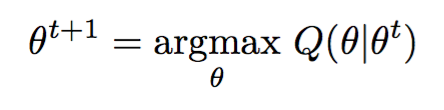 θ^{t+1} = argmax_θ Q(θ|θ^t)